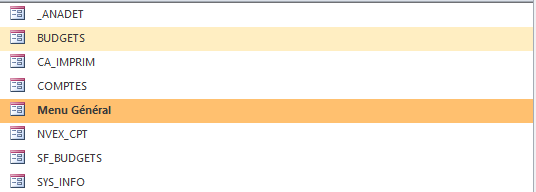 _ANADET
BUDGETS
CA_IMPRIM
COMPTES
Menu Général
NVEX_CPT
SF_BUDGETS
SYS_INFO